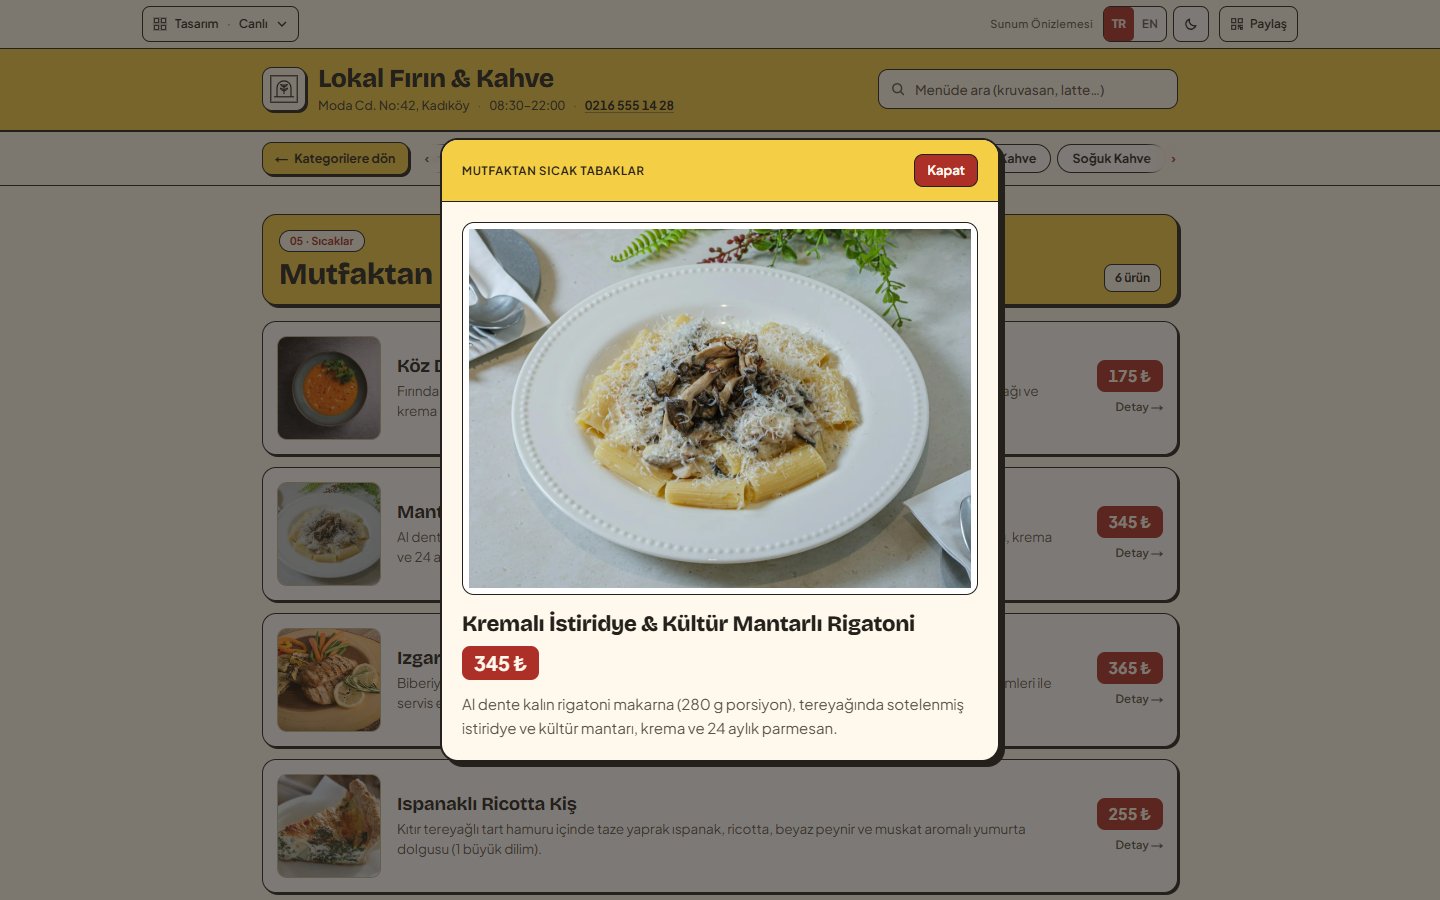 Tasarım · Canlı
Sunum Önizlemesi
TR
EN
Paylaş
Lokal Fırın & Kahve
Moda Cd. No:42, Kadıköy · 08:30–22:00 · 0216 555 14 28
Menüde ara (kruvasan, latte…)
← Kategorilere dön
‹
Kahve
Soğuk Kahve
›
MUTFAKTAN SICAK TABAKLAR
Kapat
05 · Sıcaklar
Mutfaktan
6 ürün
Köz
Fırında
krema
ve
175 ₺
Detay →
Al dent
ve 24 a
, krema
345 ₺
Detay →
Izgar
Biberiy
servis e
mleri ile
365 ₺
Detay →
Kremalı İstiridye & Kültür Mantarlı Rigatoni
345 ₺
Al dente kalın rigatoni makarna (280 g porsiyon), tereyağında sotelenmiş
istiridye ve kültür mantarı, krema ve 24 aylık parmesan.
Ispanaklı Ricotta Kiş
Kıtır tereyağlı tart hamuru içinde taze yaprak ıspanak, ricotta, beyaz peynir ve muskat aromalı yumurta
dolgusu (1 büyük dilim).
255 ₺
Detay →